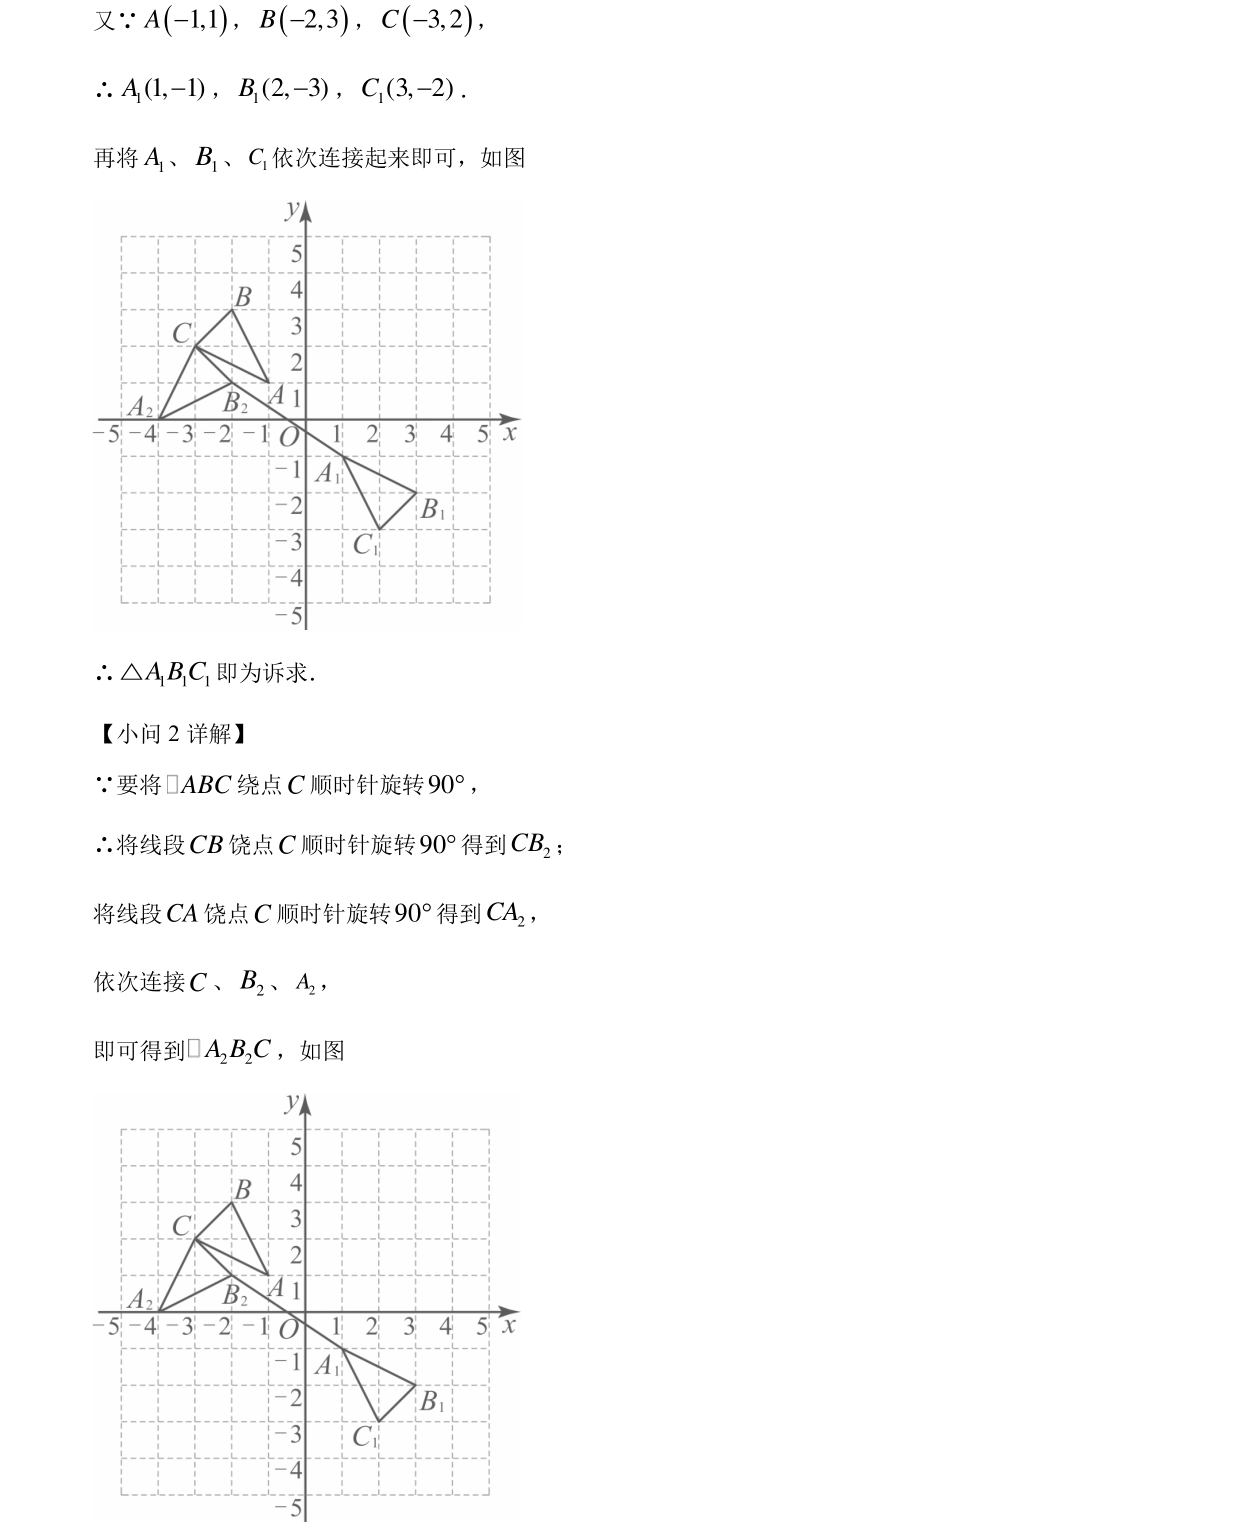 又∵ A(−1,1)，B(−2,3)，C(−3,2)，
∴ A₁(1,−1)，B₁(2,−3)，C₁(3,−2)．
再将 A₁、B₁、C₁ 依次连接起来即可，如图
y
5
4
B
3
C
2
A 1
A₂
B₂
−5 −4 −3 −2 −1 O 1 2 3 4 5 x
−1 A₁
−2
B₁
−3
C₁
−4
−5
∴ △A₁B₁C₁ 即为诉求．
【小问 2 详解】
∵要将□ABC 绕点 C 顺时针旋转 90°，
∴将线段 CB 饶点 C 顺时针旋转 90° 得到 CB₂；
将线段 CA 饶点 C 顺时针旋转 90° 得到 CA₂，
依次连接 C、B₂、A₂，
即可得到□A₂B₂C，如图
y
5
4
B
3
C
2
A 1
A₂
B₂
−5 −4 −3 −2 −1 O 1 2 3 4 5 x
−1 A₁
−2
B₁
−3
C₁
−4
−5